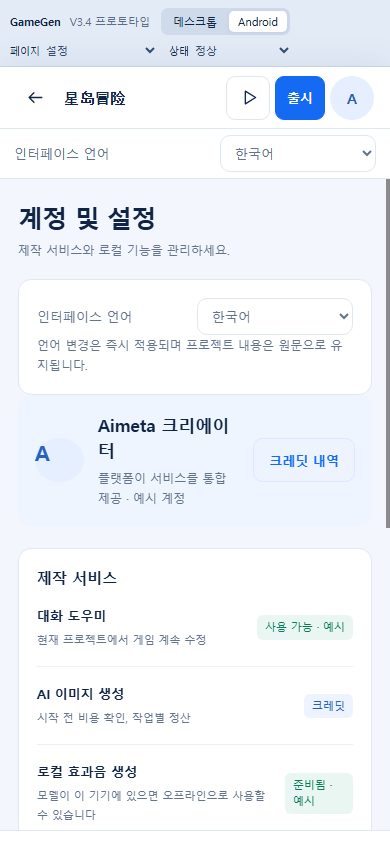 GameGen V3.4 프로토타입 데스크톱 Android
페이지 설정 상태 정상
星岛冒险 출시 A
인터페이스 언어 한국어
계정 및 설정
제작 서비스와 로컬 기능을 관리하세요.
인터페이스 언어 한국어
언어 변경은 즉시 적용되며 프로젝트 내용은 원문으로 유
지됩니다.
A
Aimeta 크리에이
터
플랫폼이 서비스를 통합
제공 · 예시 계정
크레딧 내역
제작 서비스
대화 도우미
현재 프로젝트에서 게임 계속 수정
사용 가능 · 예시
AI 이미지 생성
시작 전 비용 확인, 작업별 정산
크레딧
로컬 효과음 생성
모델이 이 기기에 있으면 오프라인으로 사용할
수 있습니다
준비됨 ·
예시